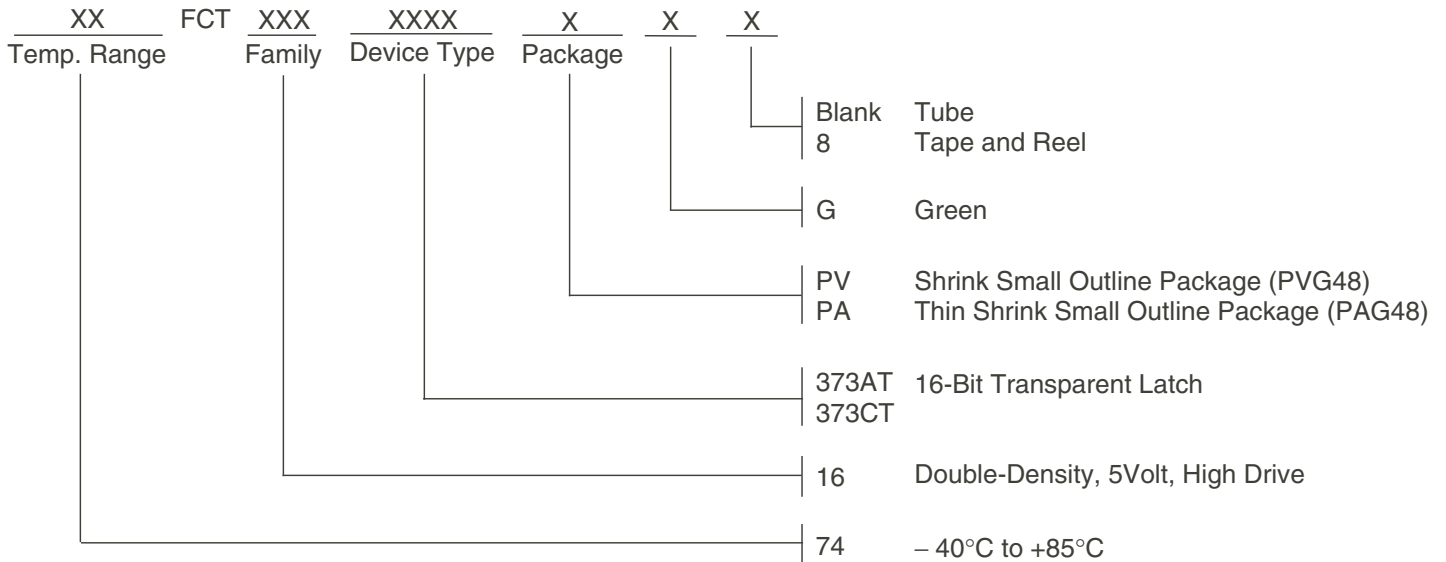 XX FCT XXX XXXX X X X
Temp. Range Family Device Type Package
Blank Tube
8 Tape and Reel
G Green
PV Shrink Small Outline Package (PVG48)
PA Thin Shrink Small Outline Package (PAG48)
373AT 16-Bit Transparent Latch
373CT
16 Double-Density, 5Volt, High Drive
74 – 40°C to +85°C